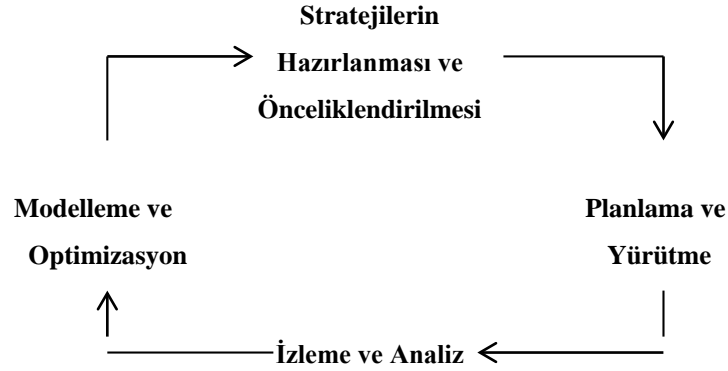 Stratejilerin
Hazırlanması ve
Önceliklendirilmesi
Modelleme ve
Optimizasyon
Planlama ve
Yürütme
İzleme ve Analiz